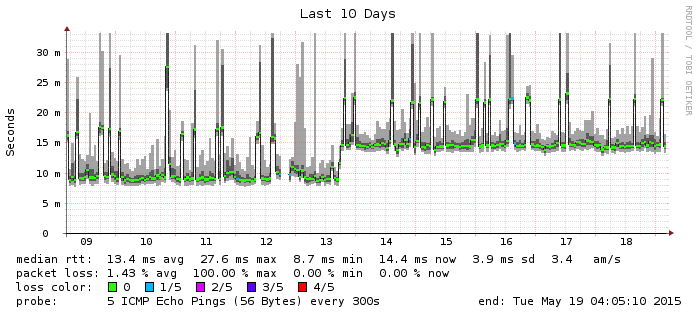 Last 10 Days
RRDTOOL / TOBI OETIKER
Seconds
30 m
25 m
20 m
15 m
10 m
5 m
0
09 10 11 12 13 14 15 16 17 18
median rtt: 13.4 ms avg 27.6 ms max 8.7 ms min 14.4 ms now 3.9 ms sd 3.4 am/s
packet loss: 1.43 % avg 100.00 % max 0.00 % min 0.00 % now
loss color: 0 1/5 2/5 3/5 4/5
probe: 5 ICMP Echo Pings (56 Bytes) every 300s end: Tue May 19 04:05:10 2015